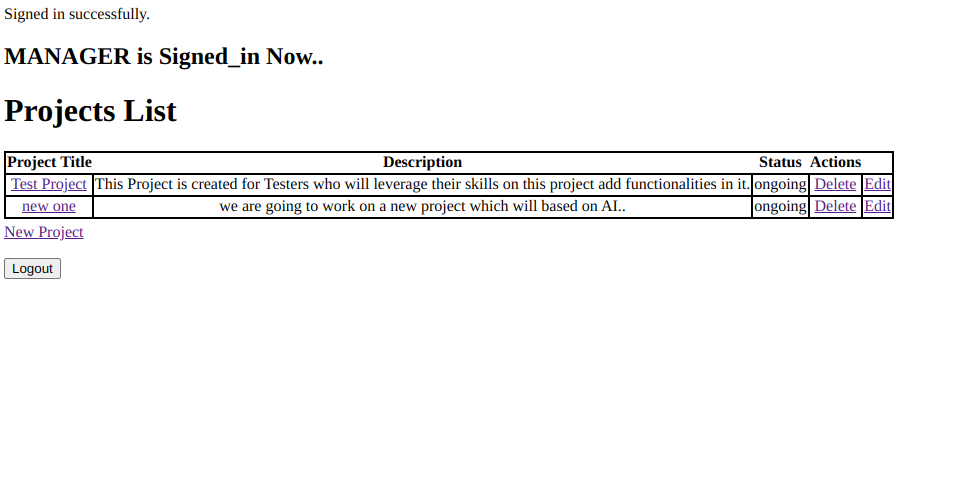 Signed in successfully.
MANAGER is Signed_in Now..
Projects List
Project Title Description Status Actions
Test Project This Project is created for Testers who will leverage their skills on this project add functionalities in it. ongoing Delete Edit
new one we are going to work on a new project which will based on AI.. ongoing Delete Edit
New Project
Logout